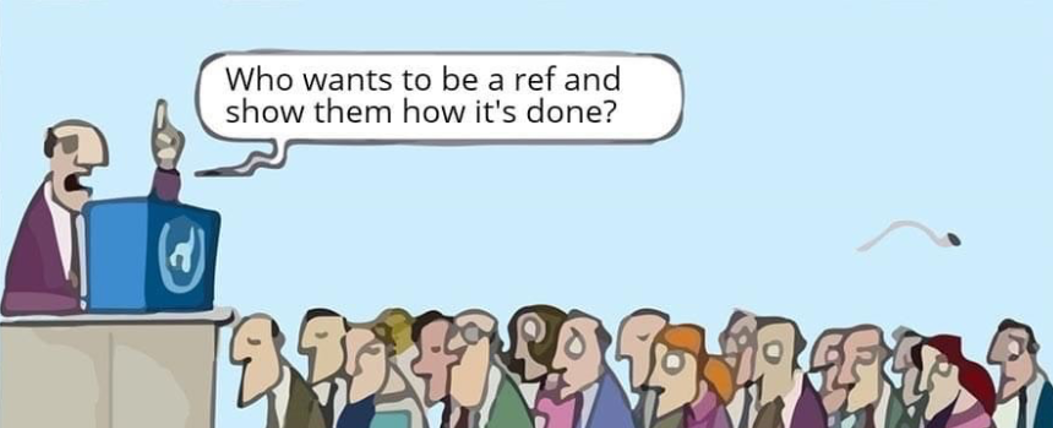 Who wants to be a ref and
show them how it's done?